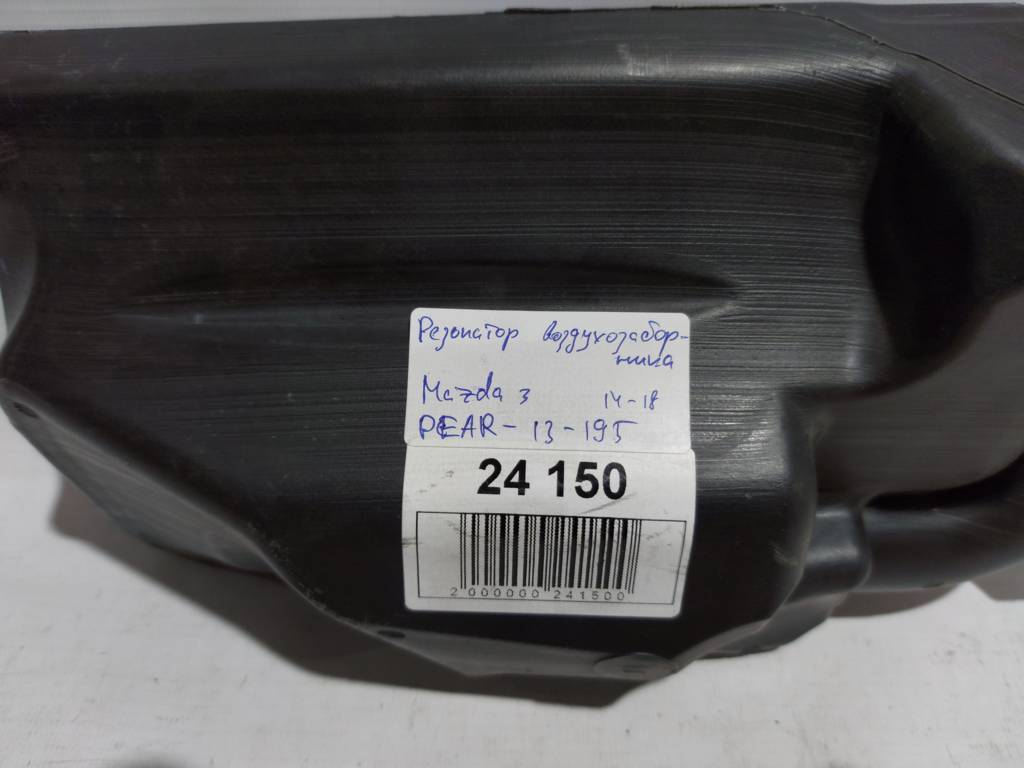 Резонатор воздухозабор-
ника
Mazda 3 14-18
PEAR-13-195
24 150
2 000000 241500